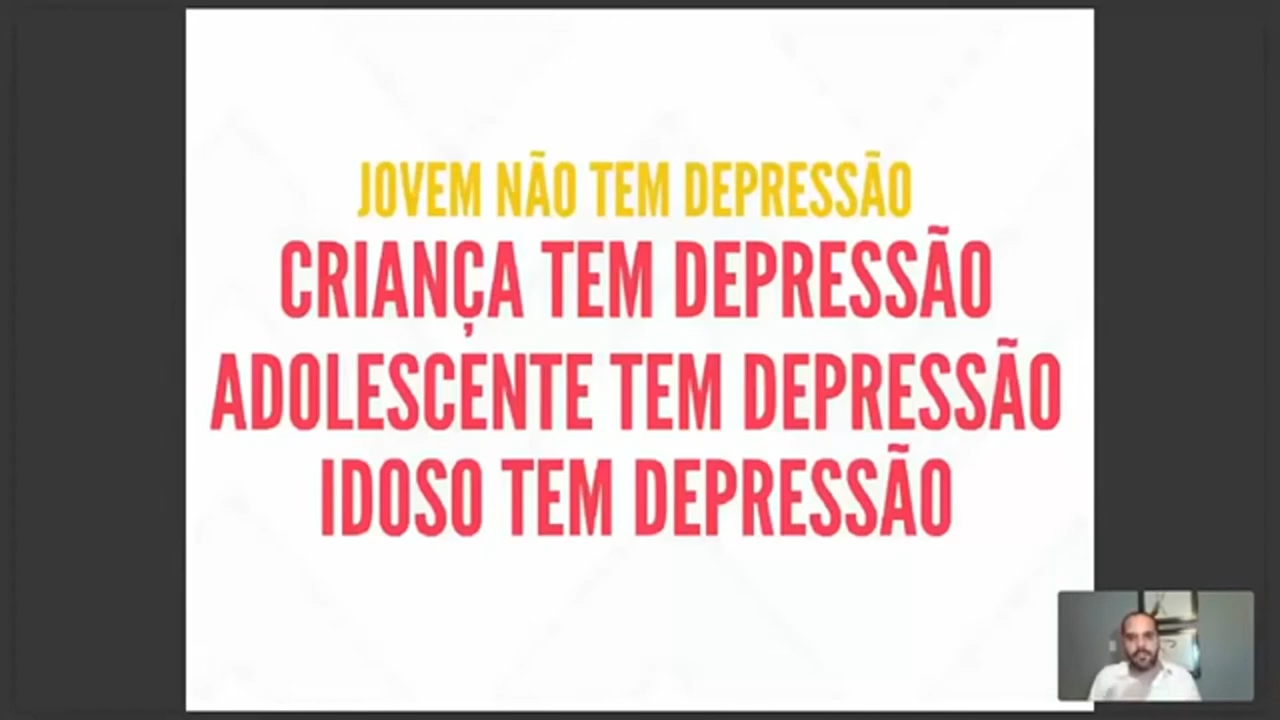 JOVEM NÃO TEM DEPRESSÃO
CRIANÇA TEM DEPRESSÃO
ADOLESCENTE TEM DEPRESSÃO
IDOSO TEM DEPRESSÃO